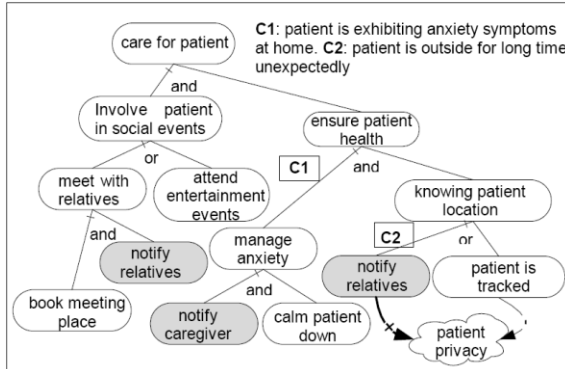 care for patient
C1: patient is exhibiting anxiety symptoms
at home. C2: patient is outside for long time
unexpectedly
and
Involve patient
in social events
ensure patient
health
or
C1
and
meet with
relatives
attend
entertainment
events
knowing patient
location
and
notify
relatives
manage
anxiety
C2
or
notify
relatives
patient is
tracked
book meeting
place
and
notify
caregiver
calm patient
down
patient
privacy